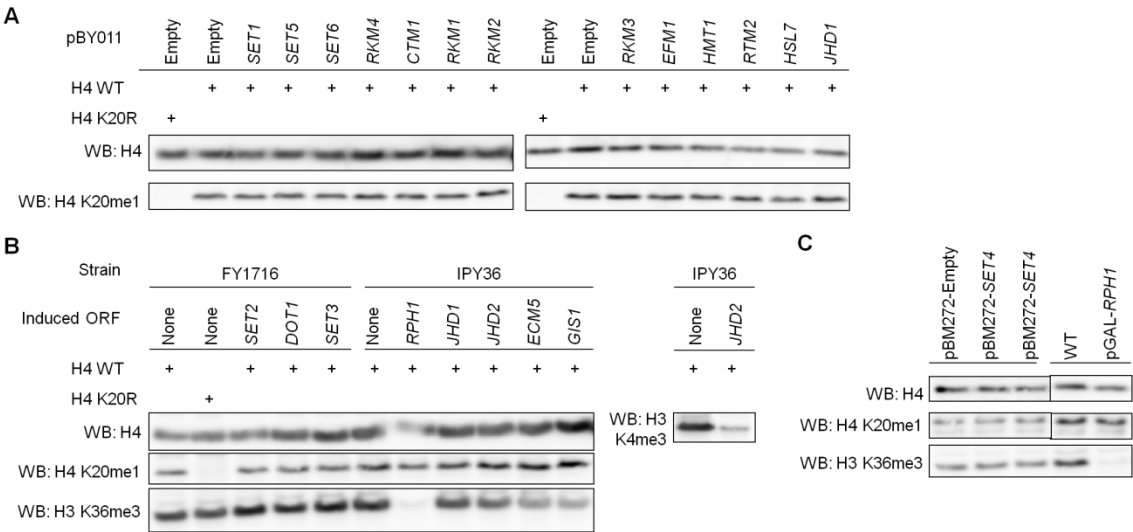 A
pBY011 Empty Empty SET1 SET5 SET6 RKM4 CTM1 RKM1 RKM2 Empty Empty RKM3 EFM1 HMT1 RTM2 HSL7 JHD1
H4 WT + + + + + + + + + + + + + + +
H4 K20R + +
WB: H4
WB: H4 K20me1
B
Strain FY1716 IPY36 IPY36
Induced ORF None None SET2 DOT1 SET3 None RPH1 JHD1 JHD2 ECM5 GIS1 None JHD2
H4 WT + + + + + + + + + + + +
H4 K20R +
WB: H4
WB: H3
K4me3
WB: H4 K20me1
WB: H3 K36me3
C
pBM272-Empty pBM272-SET4 pBM272-SET4 WT pGAL-RPH1
WB: H4
WB: H4 K20me1
WB: H3 K36me3